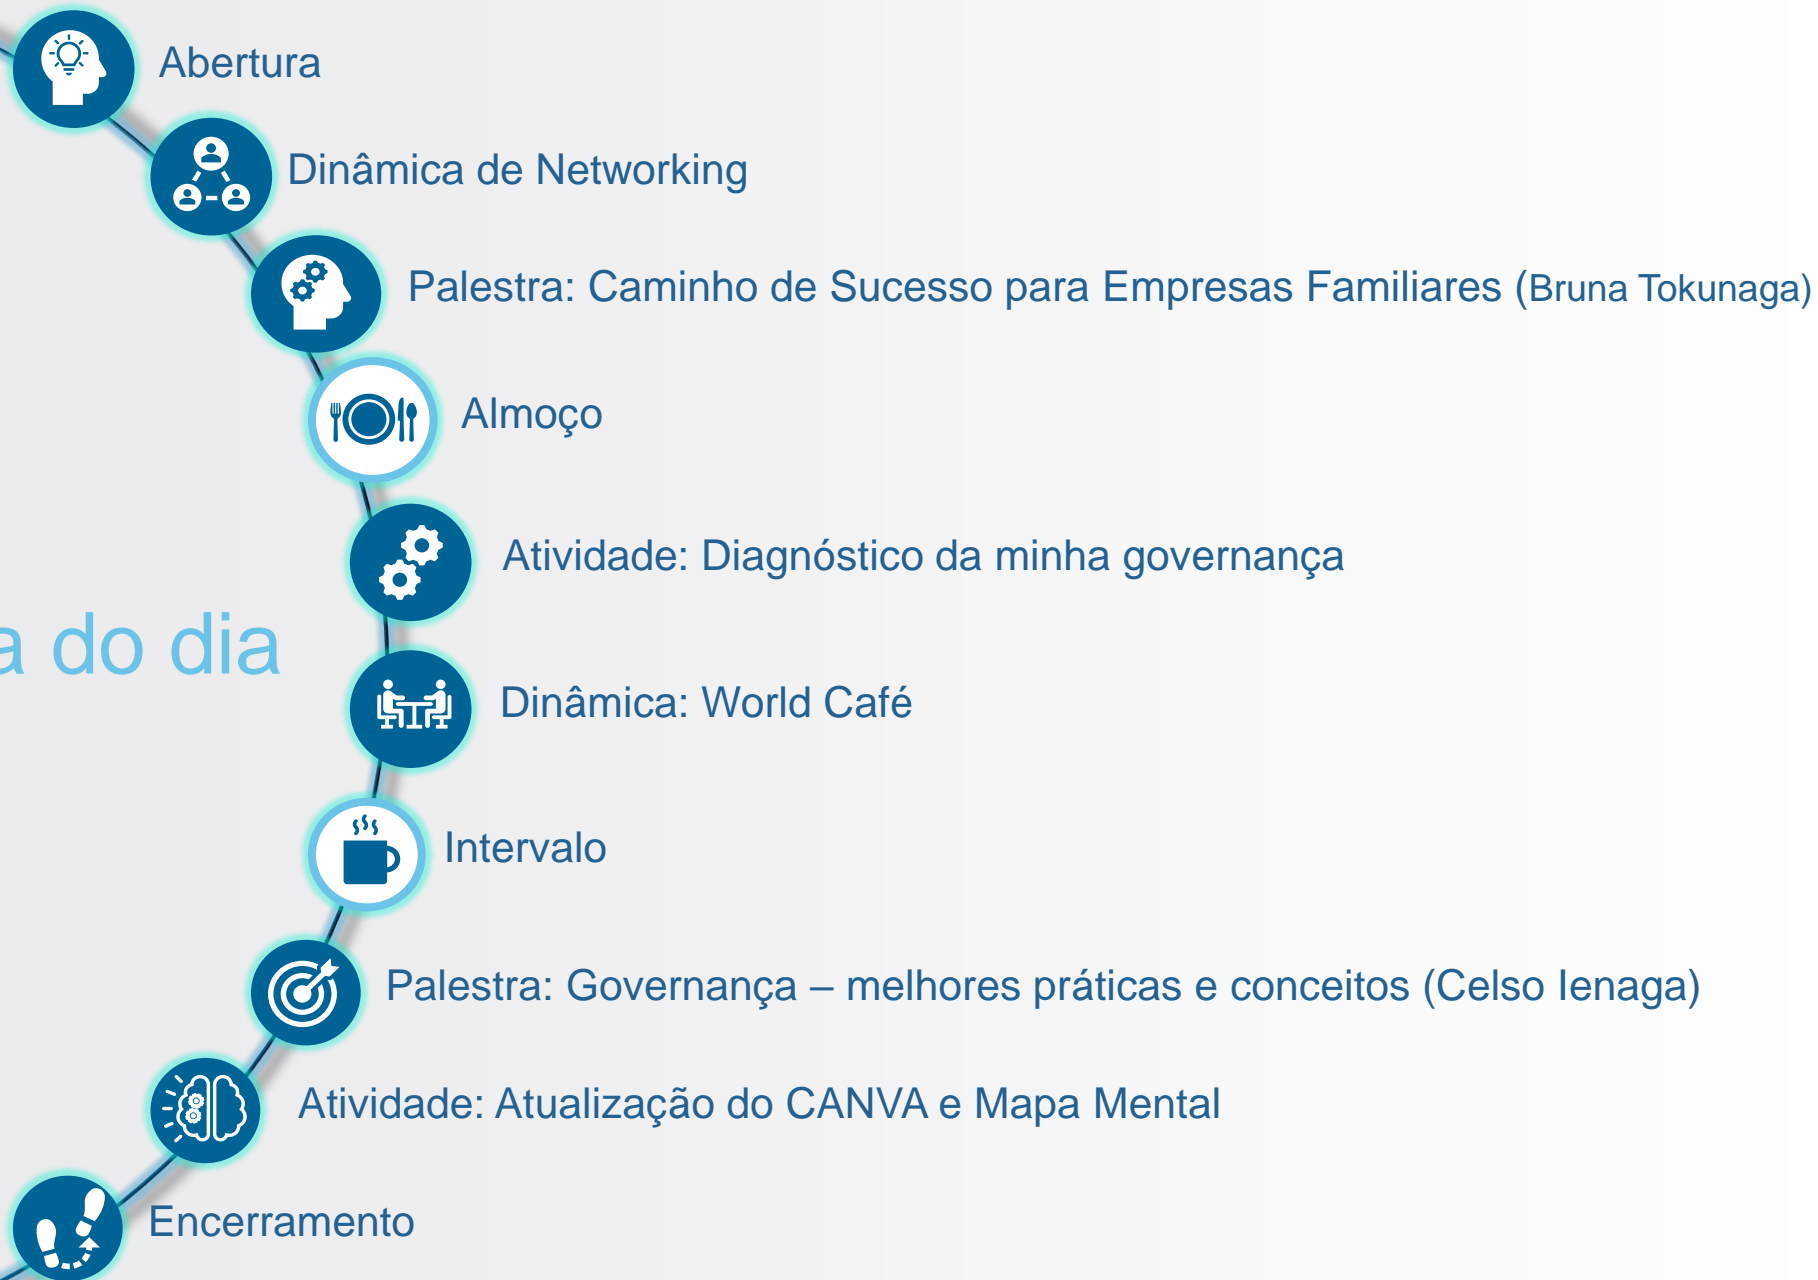 Abertura
Dinâmica de Networking
Palestra: Caminho de Sucesso para Empresas Familiares (Bruna Tokunaga)
Almoço
Atividade: Diagnóstico da minha governança
a do dia
Dinâmica: World Café
Intervalo
Palestra: Governança – melhores práticas e conceitos (Celso Ienaga)
Atividade: Atualização do CANVA e Mapa Mental
Encerramento